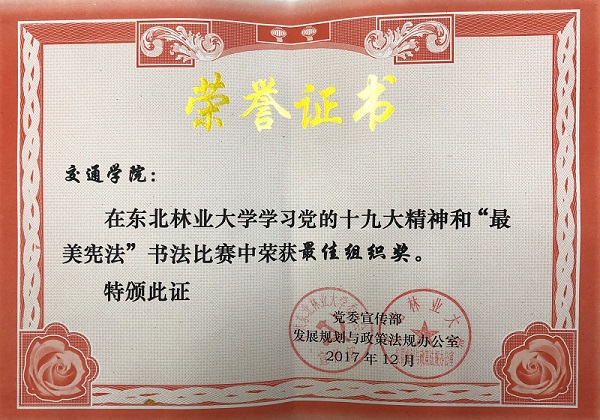 荣誉证书
交通学院：
在东北林业大学学习党的十九大精神和“最
美宪法”书法比赛中荣获最佳组织奖。
特颁此证
党委宣传部
发展规划与政策法规办公室
2017年12月